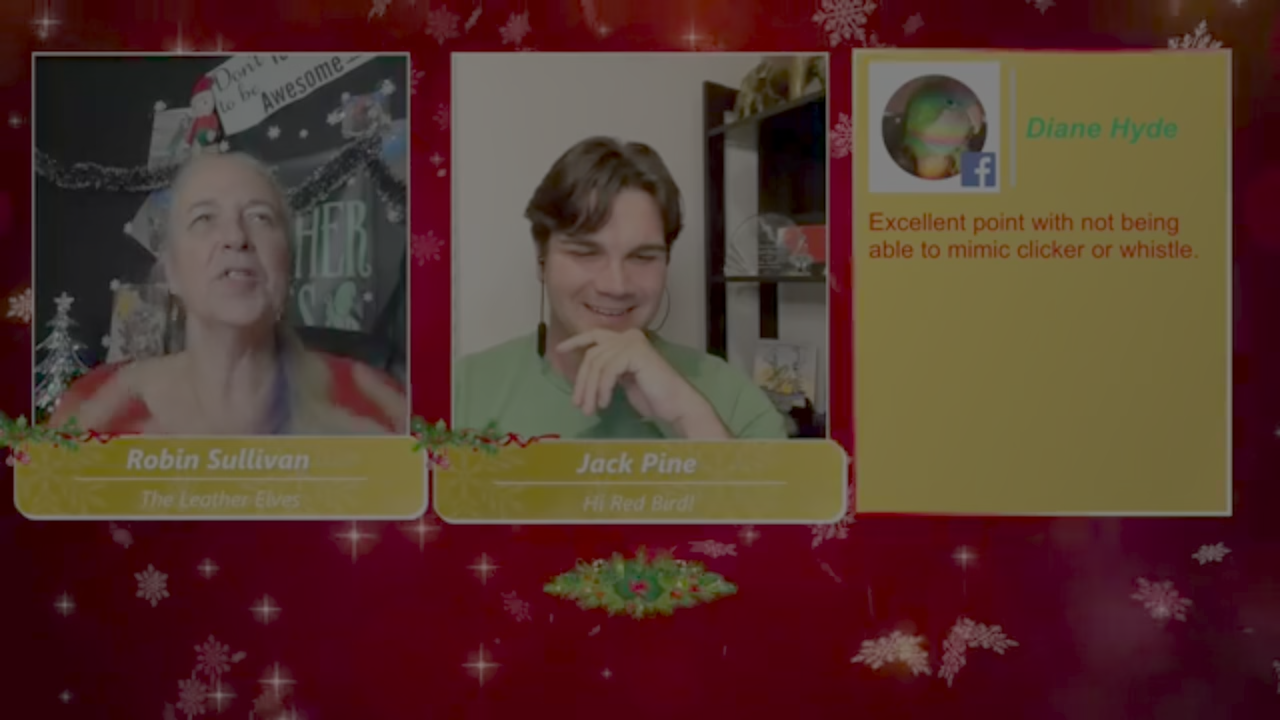 Don't
to be Awesome
HER
Diane Hyde
Excellent point with not being
able to mimic clicker or whistle.
Robin Sullivan
The Leather Elves
Jack Pine
Hi Red Bird!